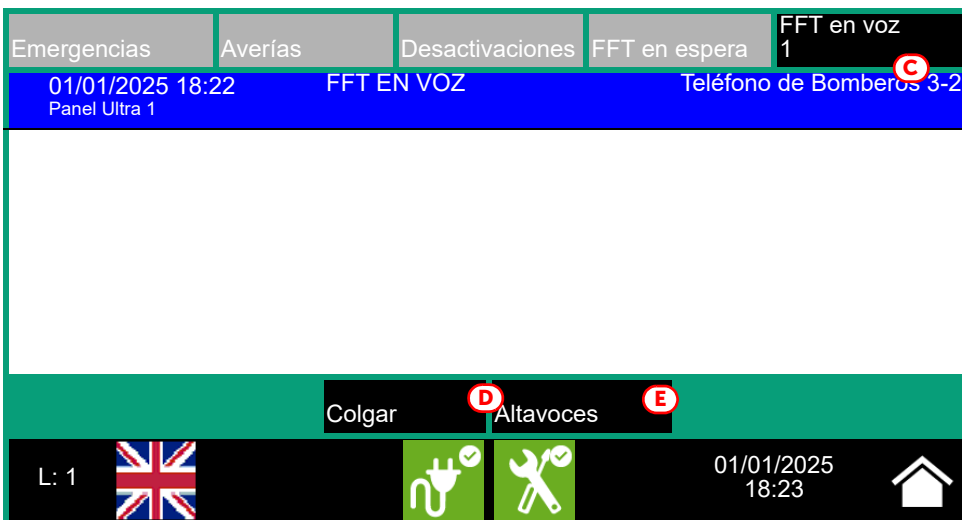 Emergencias
Averías
Desactivaciones
FFT en espera
FFT en voz
1
C
01/01/2025 18:22 FFT EN VOZ Teléfono de Bomberos 3-2
Panel Ultra 1
Colgar
D
Altavoces
E
L: 1
01/01/2025
18:23